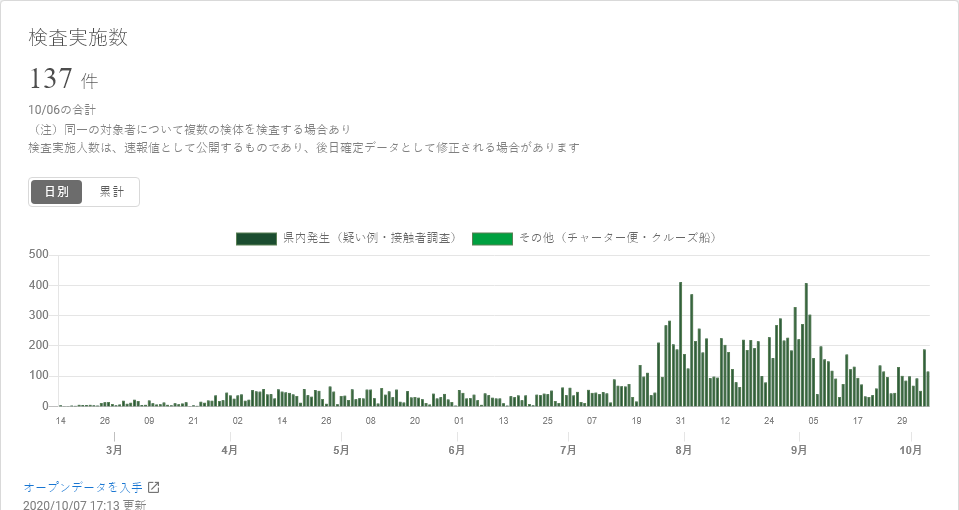 検査実施数
137 件
10/06の合計
（注）同一の対象者について複数の検体を検査する場合あり
検査実施人数は、速報値として公開するものであり、後日確定データとして修正される場合があります
日別 累計
県内発生（疑い例・接触者調査） その他（チャーター便・クルーズ船）
500
400
300
200
100
0
14 26 09 21 02 14 26 08 20 01 13 25 07 19 31 12 24 05 17 29
3月 4月 5月 6月 7月 8月 9月 10月
オープンデータを入手
2020/10/07 17:13 更新